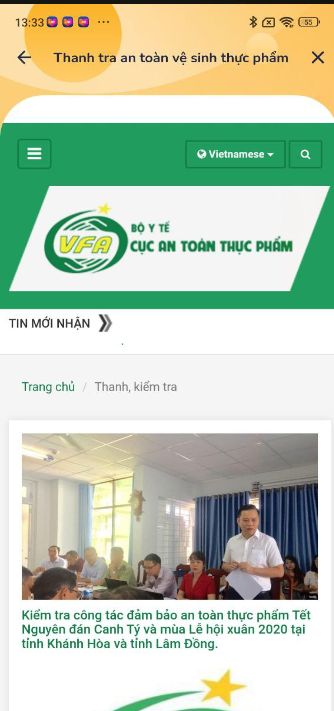 13:33
55
Thanh tra an toàn vệ sinh thực phẩm
Vietnamese
BỘ Y TẾ
VFA
CỤC AN TOÀN THỰC PHẨM
TIN MỚI NHẬN
Trang chủ / Thanh, kiểm tra
Kiểm tra công tác đảm bảo an toàn thực phẩm Tết
Nguyên đán Canh Tý và mùa Lễ hội xuân 2020 tại
tỉnh Khánh Hòa và tỉnh Lâm Đồng.